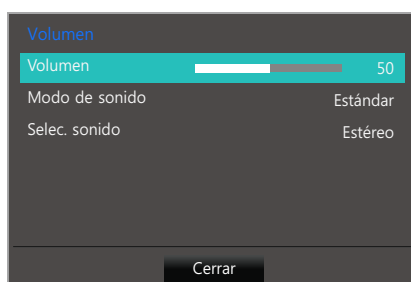 Volumen
Volumen 50
Modo de sonido Estándar
Selec. sonido Estéreo
Cerrar